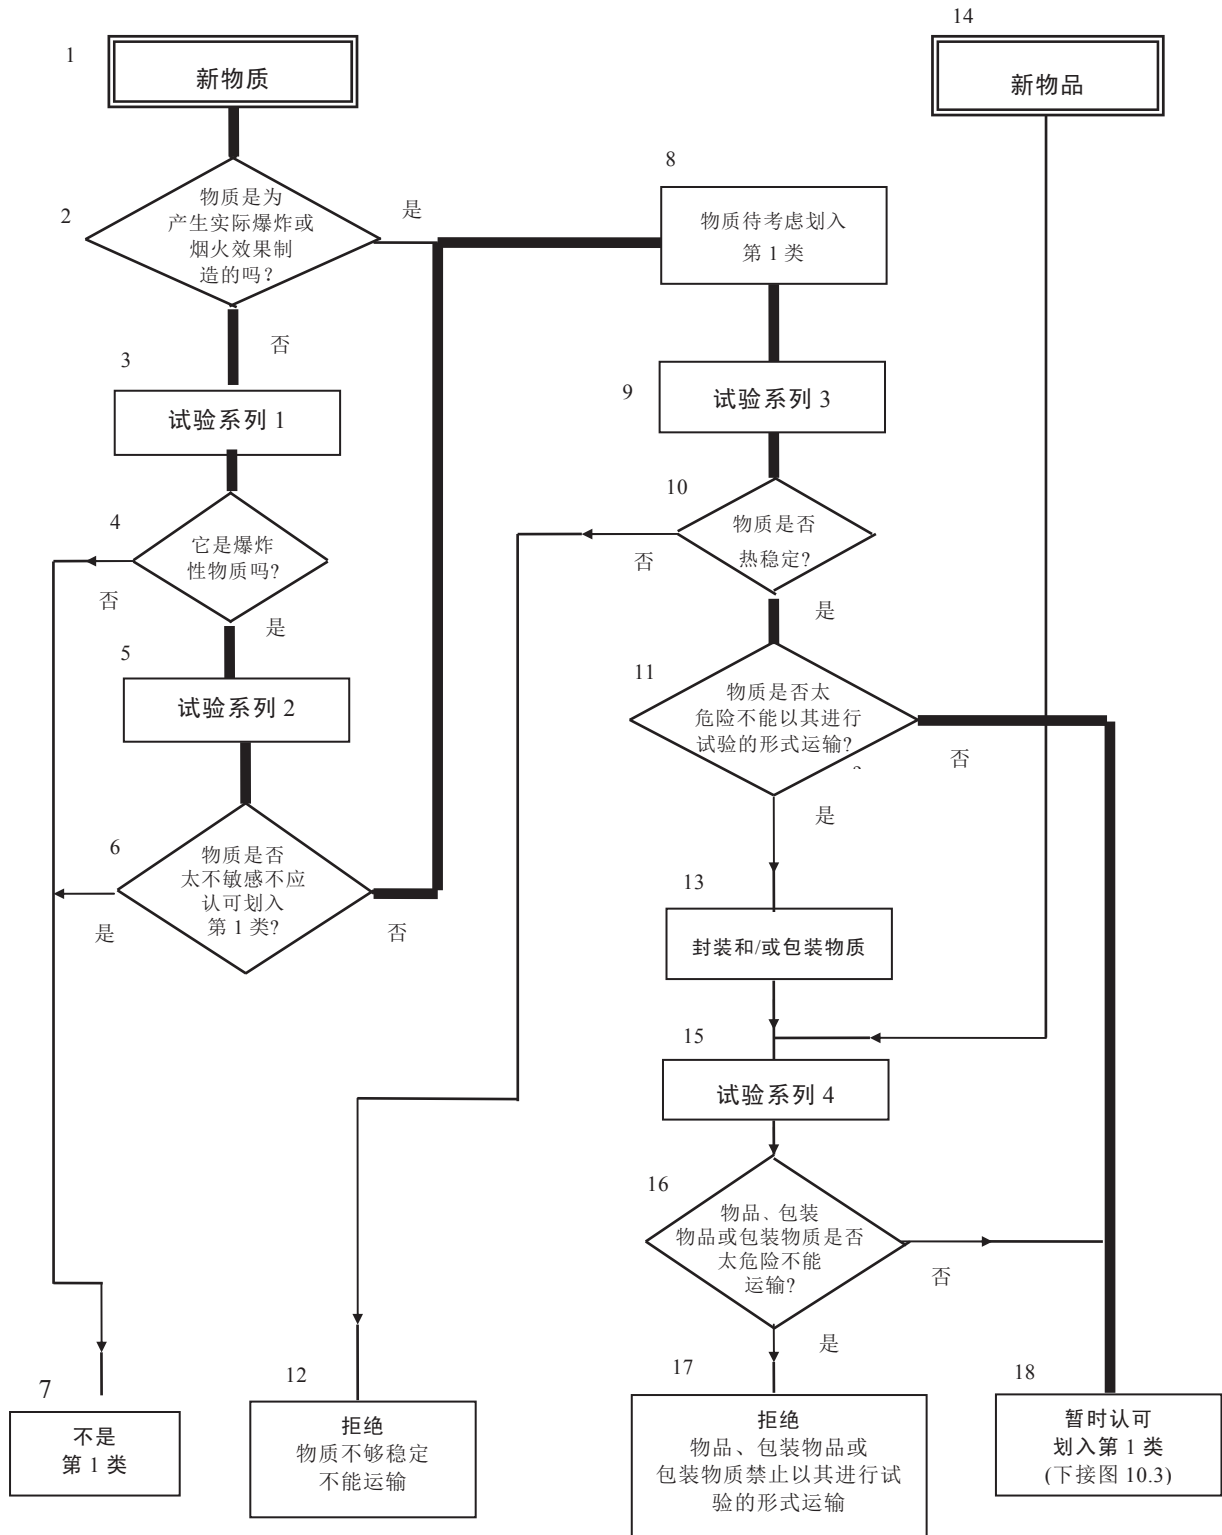 1
新物质
2
物质是为
产生实际爆炸或
烟火效果制
造的吗?
是
否
3
试验系列 1
4
它是爆炸
性物质吗?
否
是
5
试验系列 2
6
物质是否
太不敏感不应
认可划入
第 1 类?
是
否
7
不是
第 1 类
8
物质待考虑划入
第 1 类
9
试验系列 3
10
物质是否
热稳定?
否
是
11
物质是否太
危险不能以其进行
试验的形式运输?
否
是
12
拒绝
物质不够稳定
不能运输
13
封装和/或包装物质
14
新物品
15
试验系列 4
16
物品、包装
物品或包装物质是否
太危险不能
运输?
否
是
17
拒绝
物品、包装物品或
包装物质禁止以其进行试
验的形式运输
18
暂时认可
划入第 1 类
(下接图 10.3)